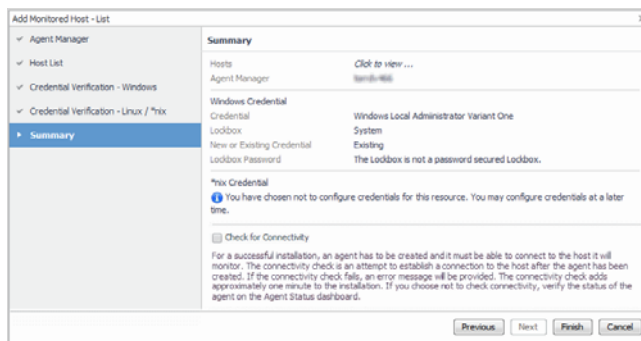 Add Monitored Host - List
Agent Manager
Host List
Credential Verification - Windows
Credential Verification - Linux / *nix
Summary
Summary
Hosts Click to view ...
Agent Manager
Windows Credential
Credential Windows Local Administrator Variant One
Lockbox System
New or Existing Credential Existing
Lockbox Password The Lockbox is not a password secured Lockbox.
*nix Credential
You have chosen not to configure credentials for this resource. You may configure credentials at a later
time.
Check for Connectivity
For a successful installation, an agent has to be created and it must be able to connect to the host it will
monitor. The connectivity check is an attempt to establish a connection to the host after the agent has been
created. If the connectivity check fails, an error message will be provided. The connectivity check adds
approximately one minute to the installation. If you choose not to check connectivity, verify the status of the
agent on the Agent Status dashboard.
Previous Next Finish Cancel